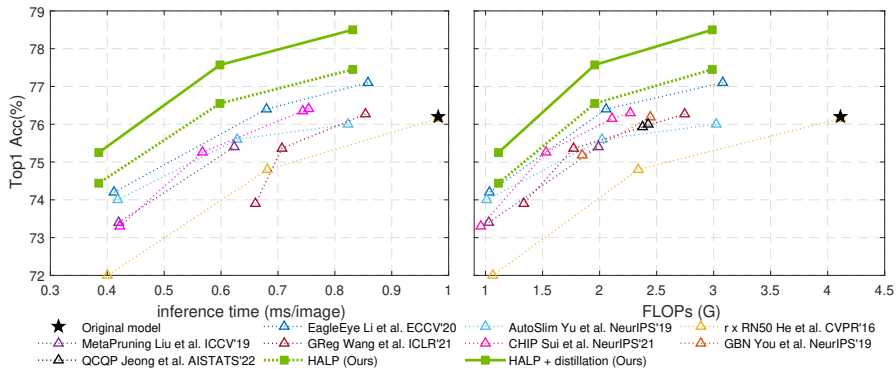 79
78
77
76
75
74
73
72
Top1 Acc(%)
0.3 0.4 0.5 0.6 0.7 0.8 0.9 1
inference time (ms/image)
1 1.5 2 2.5 3 3.5 4 4.5
FLOPs (G)
Original model EagleEye Li et al. ECCV'20 AutoSlim Yu et al. NeurIPS'19 r x RN50 He et al. CVPR'16
MetaPruning Liu et al. ICCV'19 GReg Wang et al. ICLR'21 CHIP Sui et al. NeurIPS'21 GBN You et al. NeurIPS'19
QCQP Jeong et al. AISTATS'22 HALP (Ours) HALP + distillation (Ours)